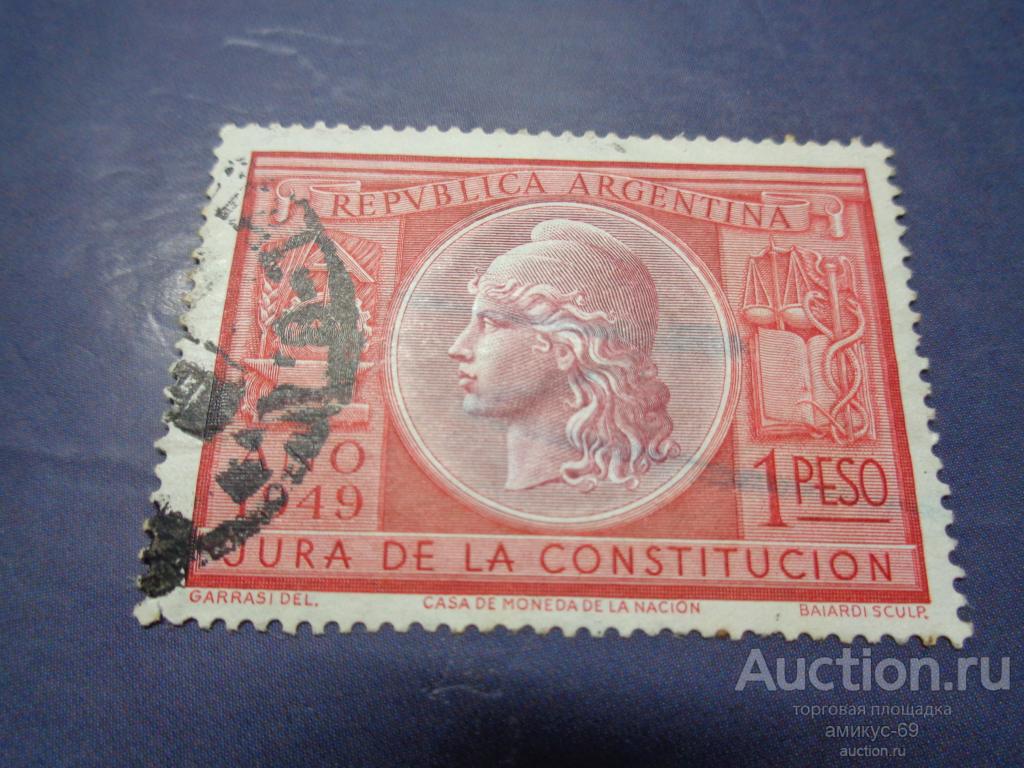 REPVBLICA ARGENTINA
AÑO
1949
1 PESO
JURA DE LA CONSTITUCION
GARRASI DEL. CASA DE MONEDA DE LA NACIÓN BAIARDI SCULP.
Auction.ru
торговая площадка
амикус-69
auction.ru